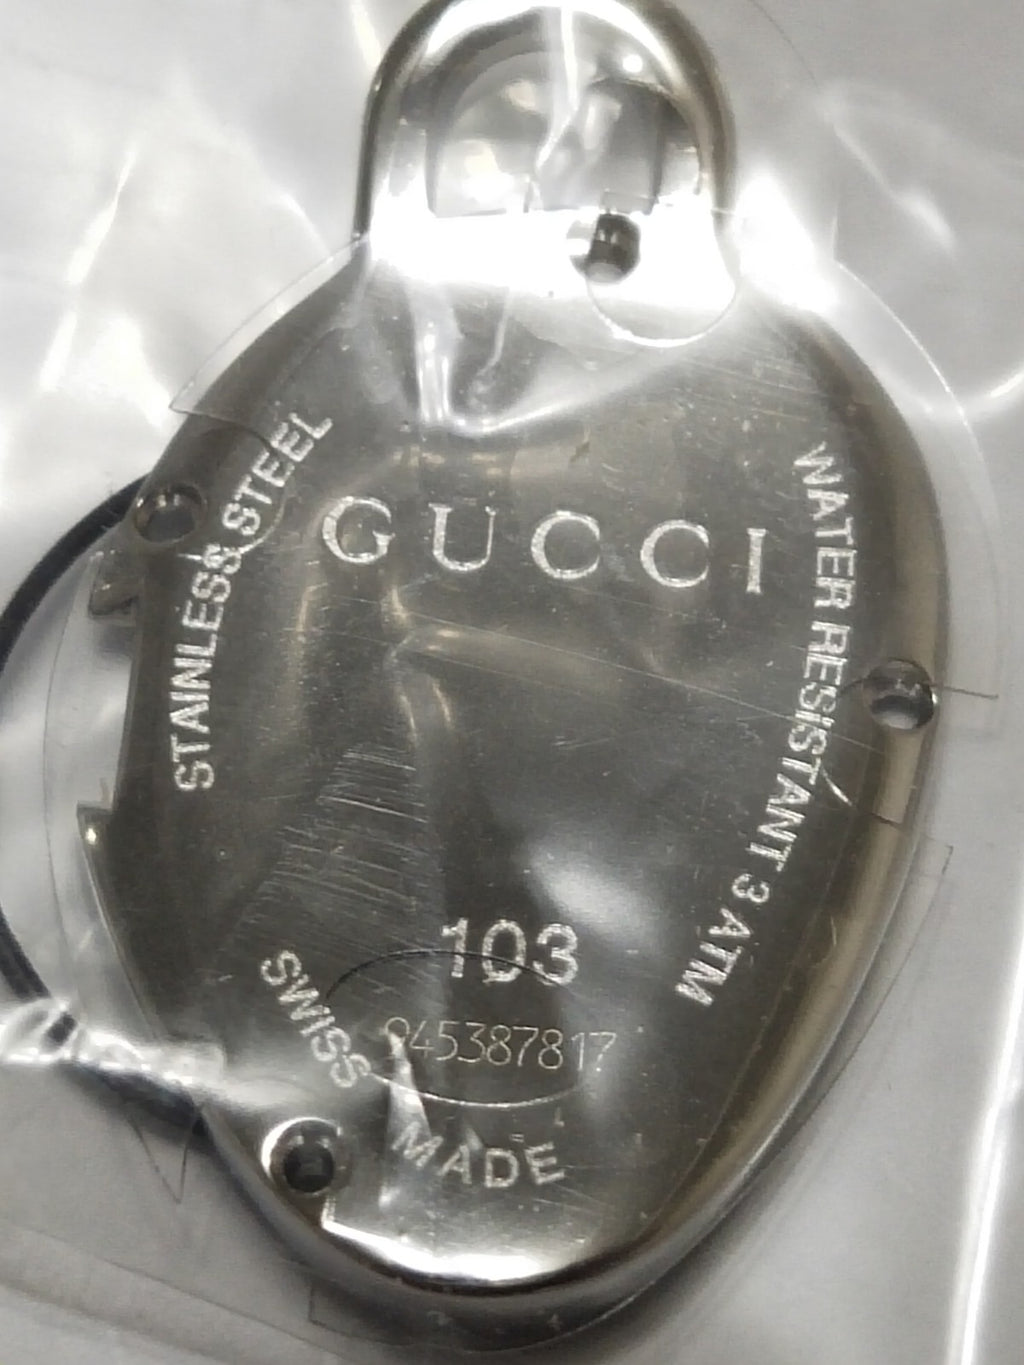 STAINLESS STEEL
GUCCI
WATER RESISTANT 3 ATM
103
945387817
SWISS MADE